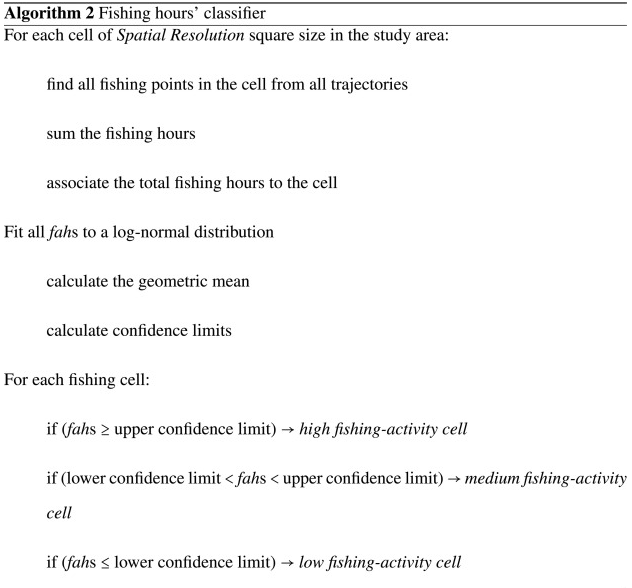 Algorithm 2 Fishing hours’ classifier
For each cell of Spatial Resolution square size in the study area:
find all fishing points in the cell from all trajectories
sum the fishing hours
associate the total fishing hours to the cell
Fit all fahs to a log-normal distribution
calculate the geometric mean
calculate confidence limits
For each fishing cell:
if (fahs ≥ upper confidence limit) → high fishing-activity cell
if (lower confidence limit < fahs < upper confidence limit) → medium fishing-activity
cell
if (fahs ≤ lower confidence limit) → low fishing-activity cell